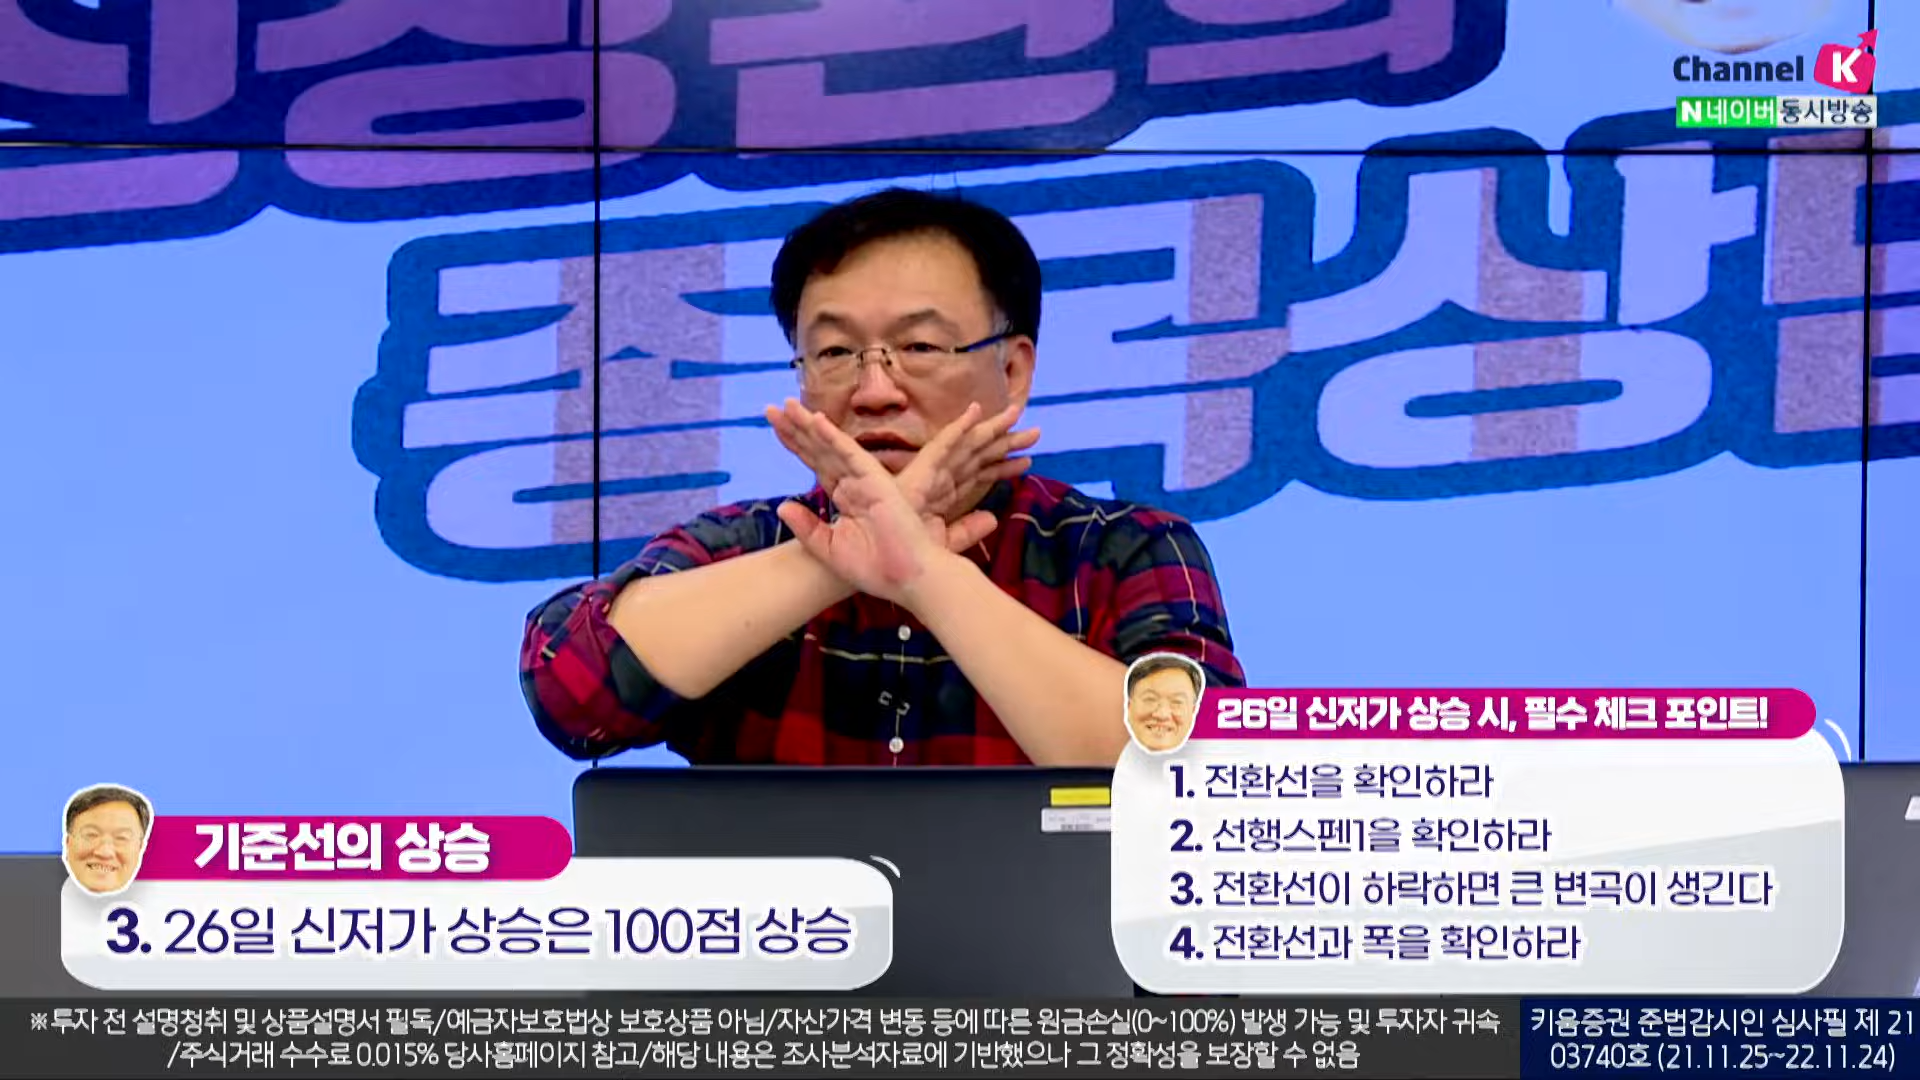 Channel K
N 네이버 동시방송
26일 신저가 상승 시, 필수 체크 포인트!
1. 전환선을 확인하라
2. 선행스펜1을 확인하라
3. 전환선이 하락하면 큰 변곡이 생긴다
4. 전환선과 폭을 확인하라
기준선의 상승
3. 26일 신저가 상승은 100점 상승
※투자 전 설명청취 및 상품설명서 필독/예금자보호법상 보호상품 아님/자산가격 변동 등에 따른 원금손실(0~100%) 발생 가능 및 투자자 귀속
/주식거래 수수료 0.015% 당사홈페이지 참고/해당 내용은 조사분석자료에 기반했으나 그 정확성을 보장할 수 없음
키움증권 준법감시인 심사필 제 21
03740호 (21.11.25~22.11.24)